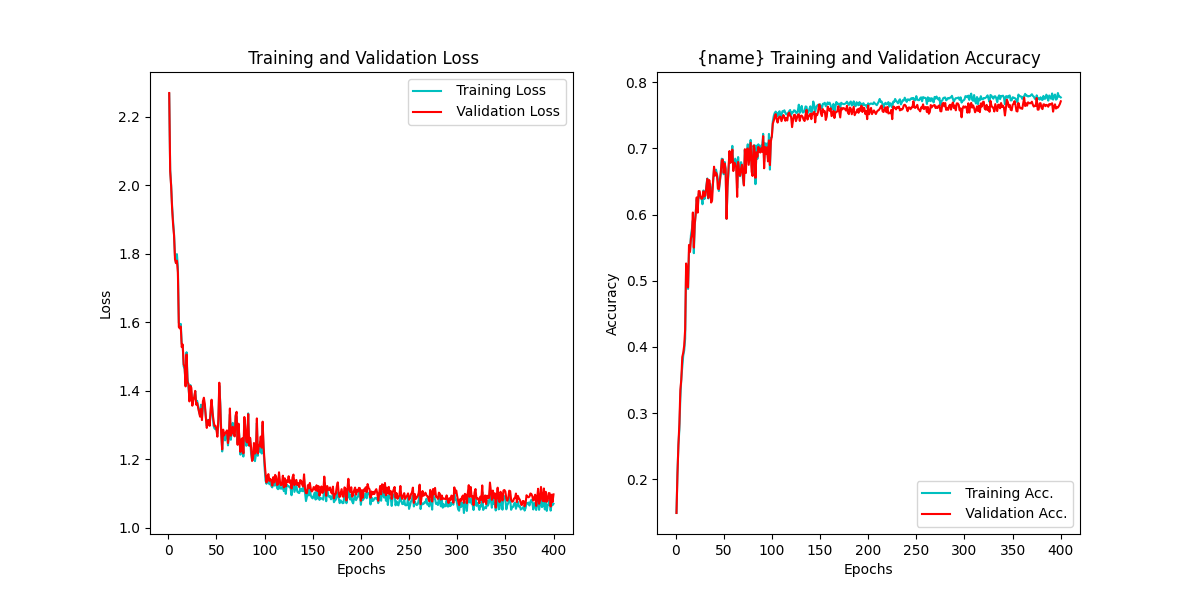 Training and Validation Loss
Training Loss
Validation Loss
2.2
2.0
1.8
1.6
1.4
1.2
1.0
Loss
0 50 100 150 200 250 300 350 400
Epochs
{name} Training and Validation Accuracy
0.8
0.7
0.6
0.5
0.4
0.3
0.2
Accuracy
Training Acc.
Validation Acc.
0 50 100 150 200 250 300 350 400
Epochs